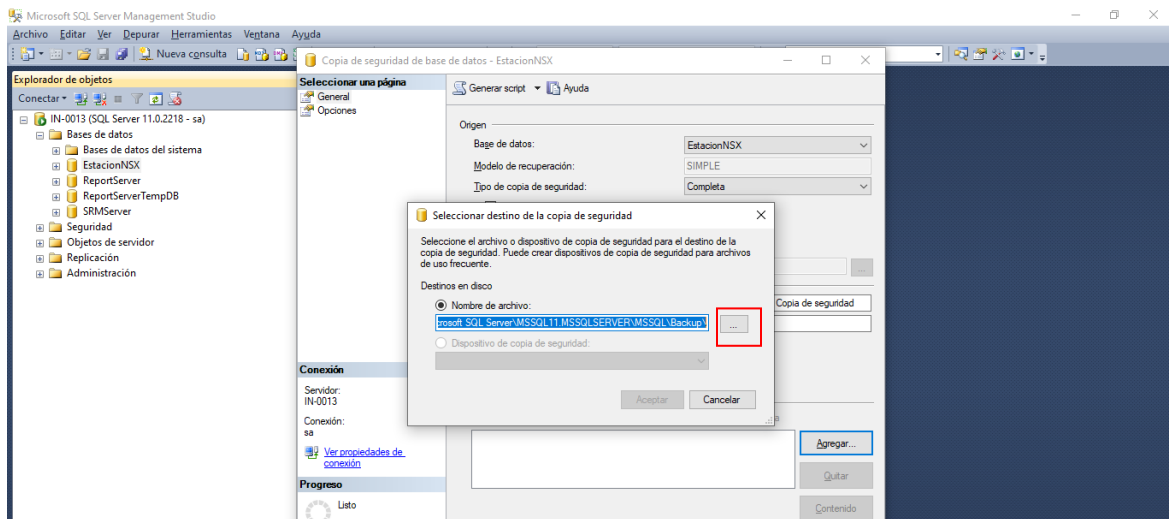 Microsoft SQL Server Management Studio
Archivo Editar Ver Depurar Herramientas Ventana Ayuda
Nueva consulta
Explorador de objetos
Conectar
IN-0013 (SQL Server 11.0.2218 - sa)
Bases de datos
Bases de datos del sistema
EstacionNSX
ReportServer
ReportServerTempDB
SRMServer
Seguridad
Objetos de servidor
Replicación
Administración
Copia de seguridad de base de datos - EstacionNSX
Seleccionar una página
General
Opciones
Generar script Ayuda
Origen
Base de datos: EstacionNSX
Modelo de recuperación: SIMPLE
Tipo de copia de seguridad: Completa
Seleccionar destino de la copia de seguridad
Seleccione el archivo o dispositivo de copia de seguridad para el destino de la
copia de seguridad. Puede crear dispositivos de copia de seguridad para archivos
de uso frecuente.
Destinos en disco
Nombre de archivo:
rosoft SQL Server\MSSQL11.MSSQLSERVER\MSSQL\Backup\ ...
Dispositivo de copia de seguridad:
Aceptar Cancelar
...
Copia de seguridad
Conexión
Servidor:
IN-0013
Conexión:
sa
Ver propiedades de
conexión
Progreso
Listo
Agregar...
Quitar
Contenido